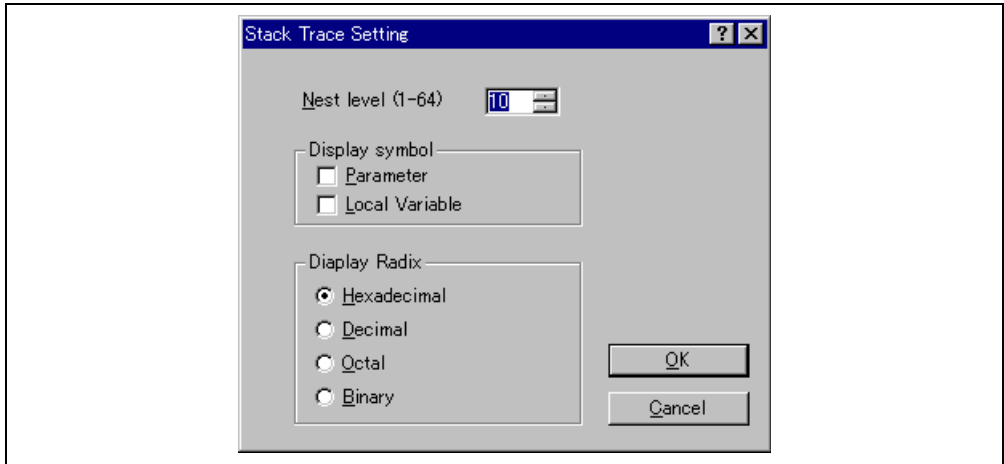 Stack Trace Setting
Nest level (1-64) 10
Display symbol
Parameter
Local Variable
Diaplay Radix
Hexadecimal
Decimal
Octal
Binary
OK
Cancel